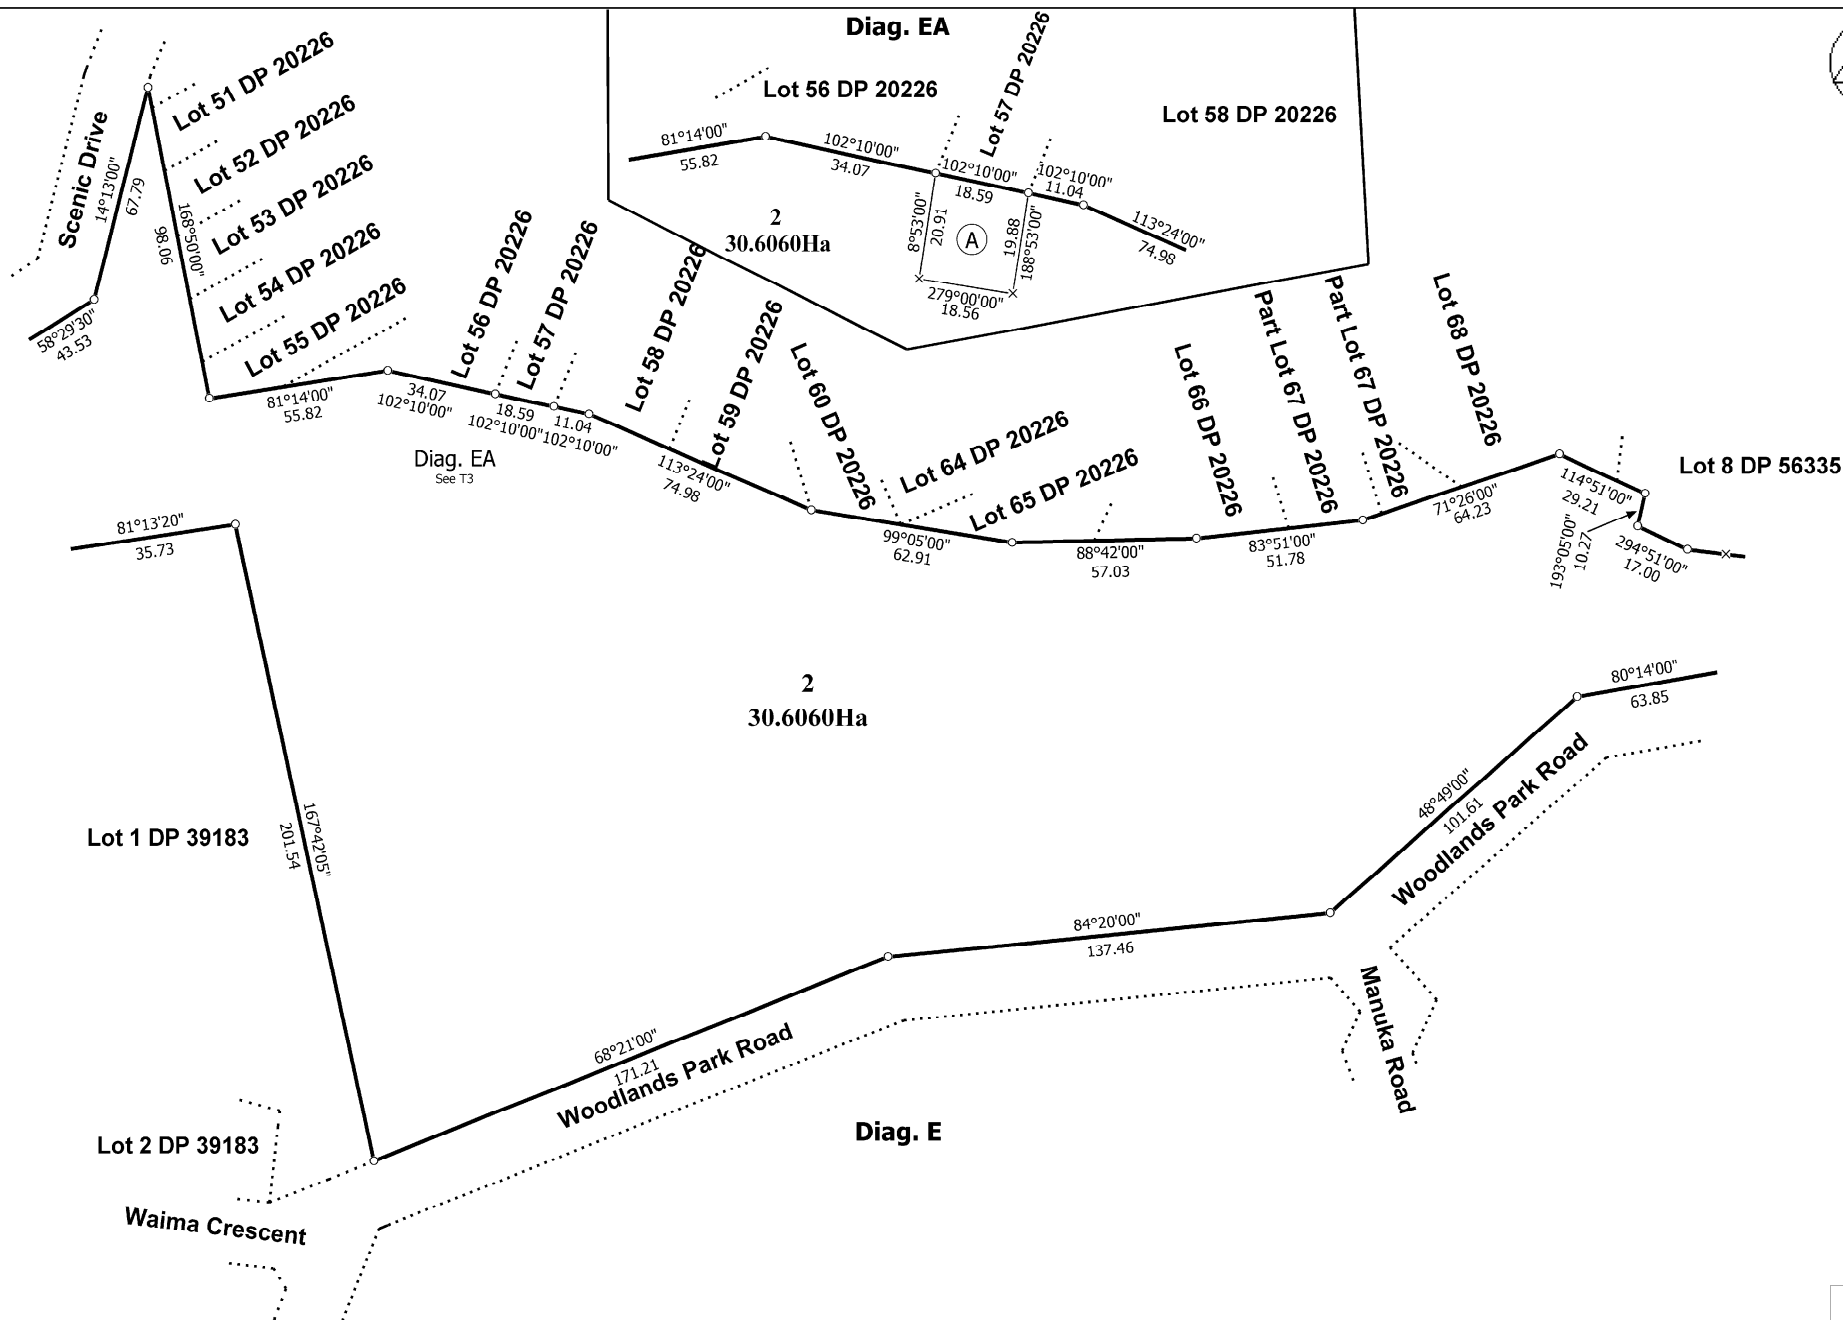 Diag. EA
Lot 56 DP 20226
Lot 57 DP 20226
Lot 58 DP 20226
81°14'00"
55.82
102°10'00"
34.07
102°10'00"
18.59
102°10'00"
11.04
113°24'00"
74.98
8°53'00"
20.91
A
19.88
188°53'00"
279°00'00"
18.56
2
30.6060Ha
Scenic Drive
14°13'00"
67.79
58°29'30"
43.53
168°50'00"
98.06
Lot 51 DP 20226
Lot 52 DP 20226
Lot 53 DP 20226
Lot 54 DP 20226
Lot 55 DP 20226
Lot 56 DP 20226
Lot 57 DP 20226
Lot 58 DP 20226
Lot 59 DP 20226
Lot 60 DP 20226
Lot 64 DP 20226
Lot 65 DP 20226
Lot 66 DP 20226
Part Lot 67 DP 20226
Part Lot 67 DP 20226
Lot 68 DP 20226
Lot 8 DP 56335
81°14'00"
55.82
34.07
102°10'00"
18.59
102°10'00"
11.04
102°10'00"
113°24'00"
74.98
99°05'00"
62.91
88°42'00"
57.03
83°51'00"
51.78
71°26'00"
64.23
114°51'00"
29.21
193°05'00"
10.27
294°51'00"
17.00
Diag. EA
See T3
81°13'20"
35.73
2
30.6060Ha
80°14'00"
63.85
48°49'00"
101.61
Woodlands Park Road
Lot 1 DP 39183
167°42'05"
201.54
84°20'00"
137.46
Manuka Road
68°21'00"
171.21
Woodlands Park Road
Diag. E
Lot 2 DP 39183
Waima Crescent